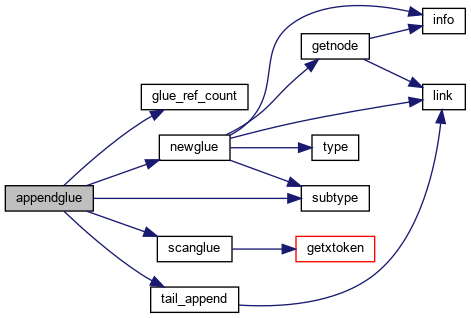 info
getnode
link
glue_ref_count
newglue
type
appendglue
subtype
scanglue
getxtoken
tail_append